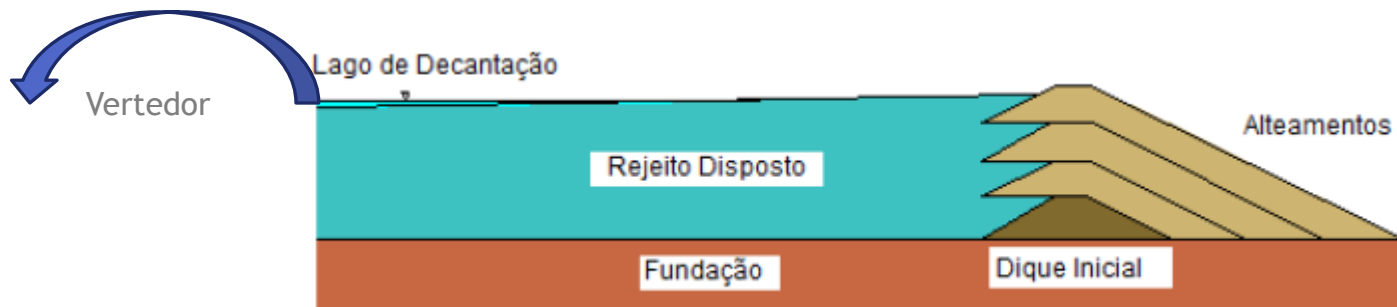 Lago de Decantação
Vertedor
Alteamentos
Rejeito Disposto
Fundação
Dique Inicial